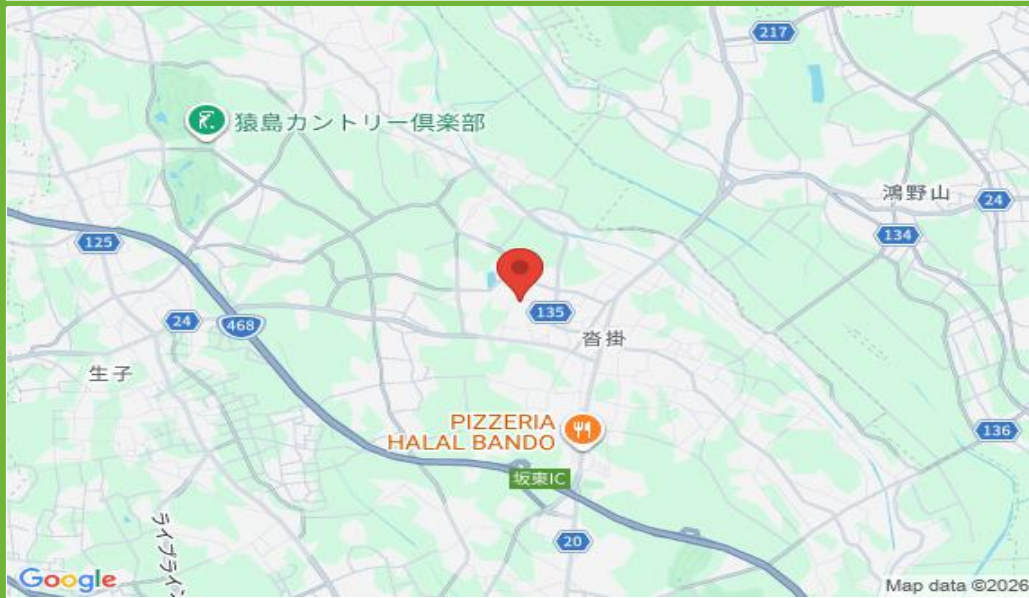 217
猿島カントリー倶楽部
鴻野山
24
125
134
135
24
468
沓掛
生子
PIZZERIA
HALAL BANDO
136
坂東IC
20
ライブライン
Google
Map data ©2026